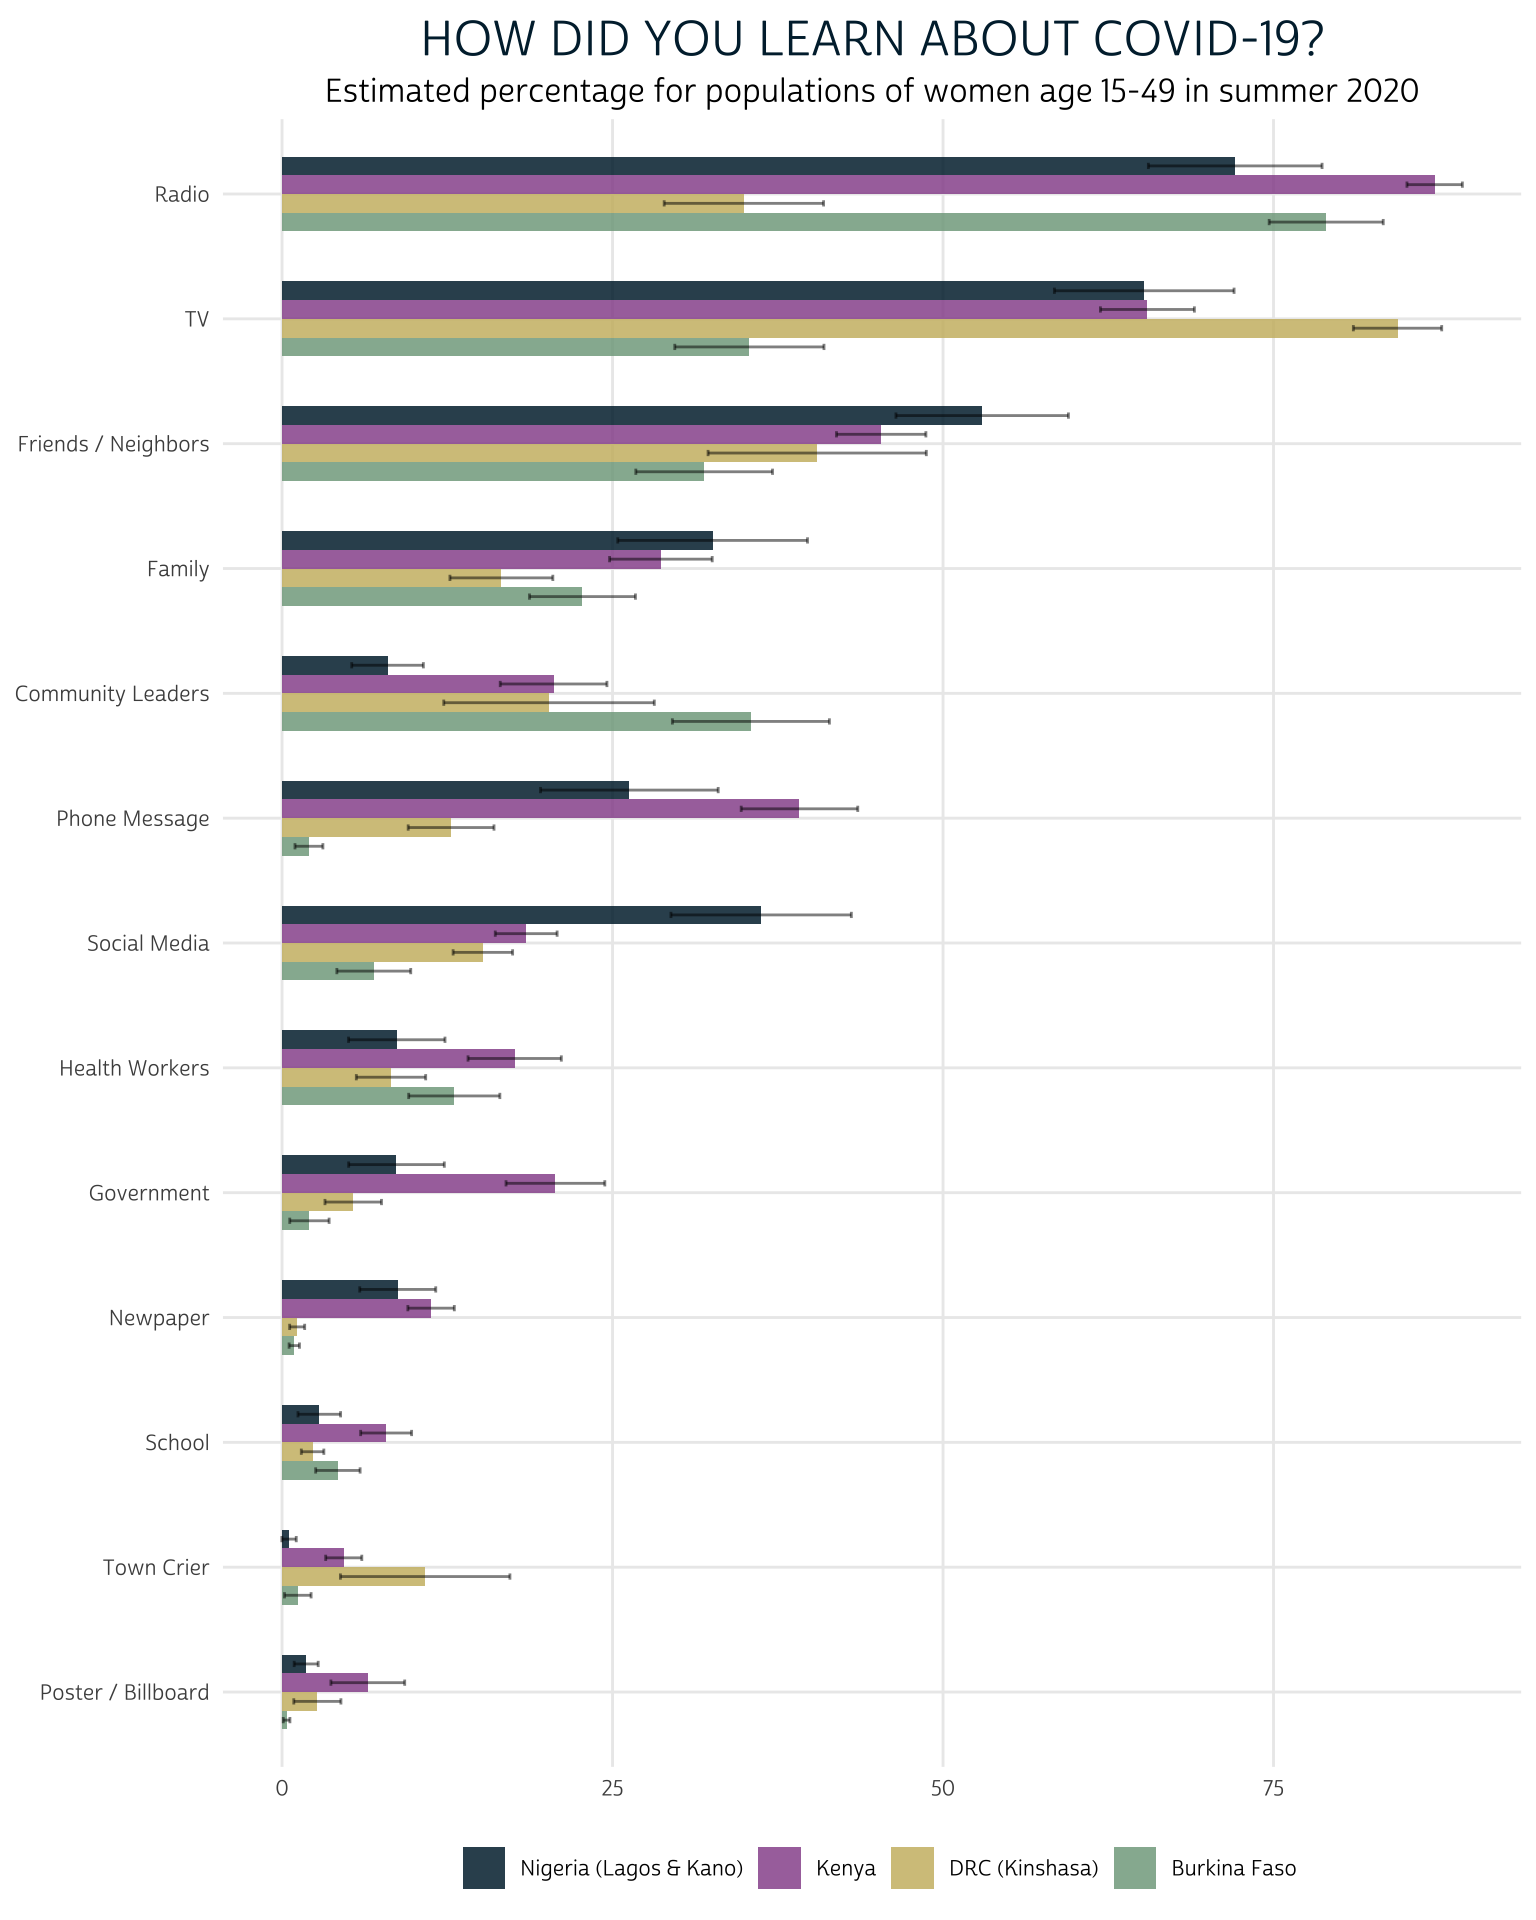 HOW DID YOU LEARN ABOUT COVID-19?
Estimated percentage for populations of women age 15-49 in summer 2020
Radio
TV
Friends / Neighbors
Family
Community Leaders
Phone Message
Social Media
Health Workers
Government
Newpaper
School
Town Crier
Poster / Billboard
0 25 50 75
Nigeria (Lagos & Kano) Kenya DRC (Kinshasa) Burkina Faso